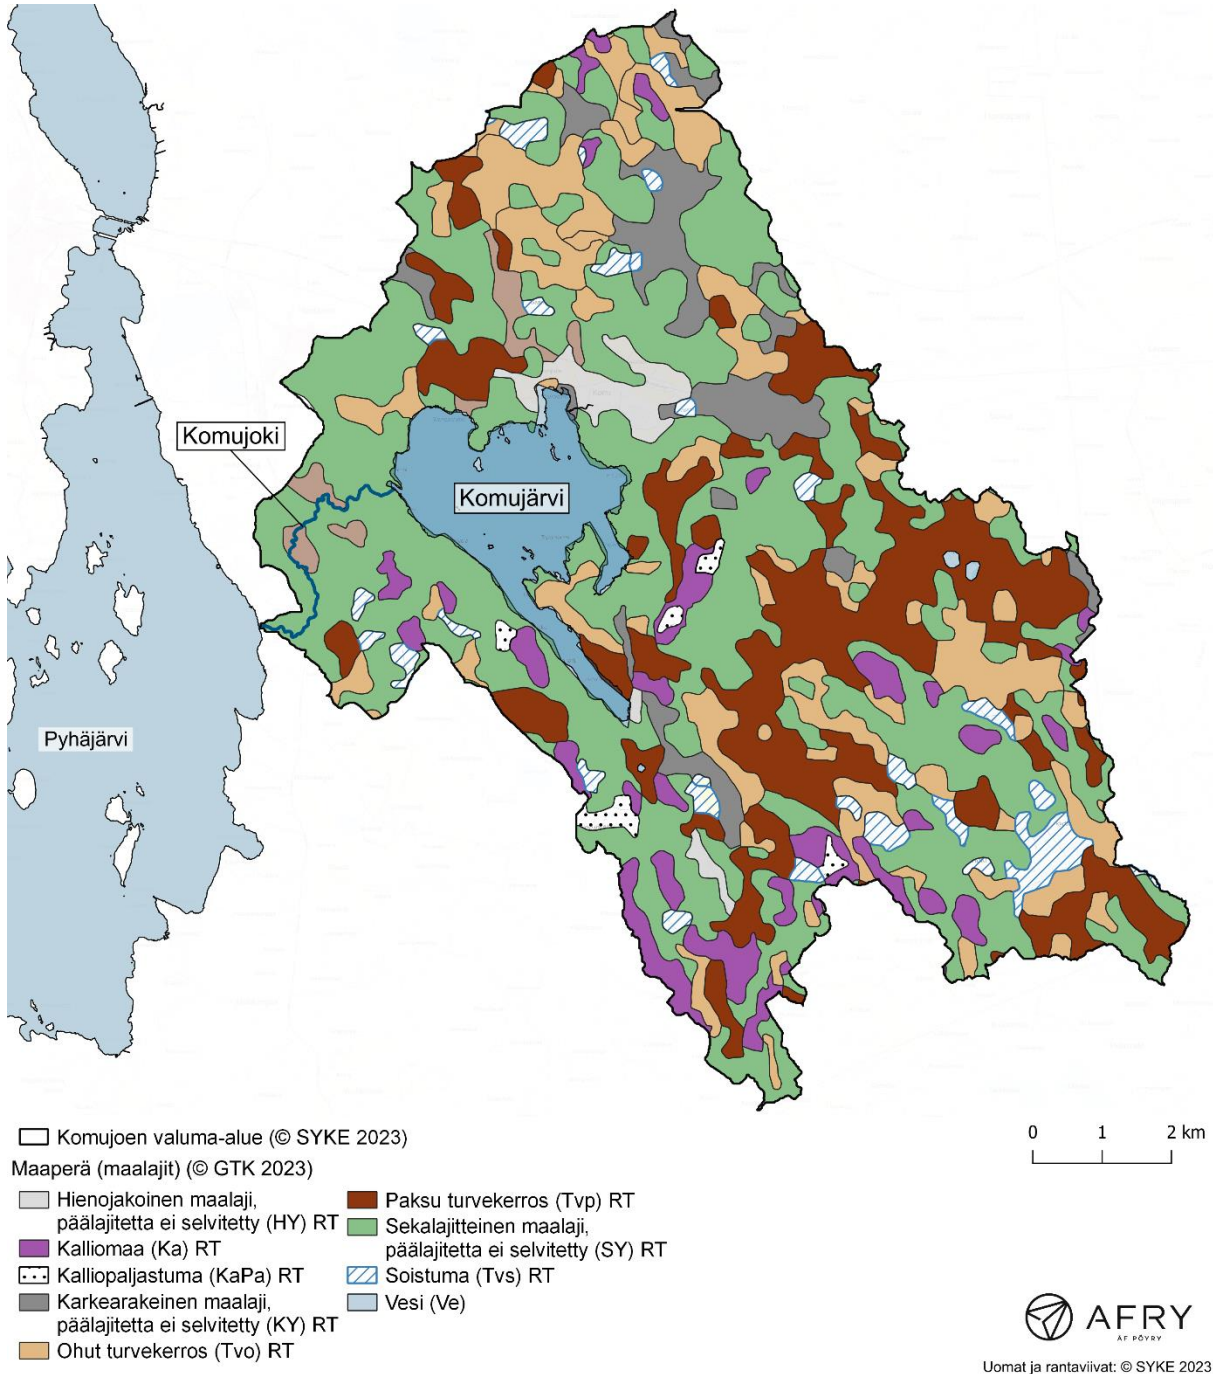 Komujoki
Komujärvi
Pyhäjärvi
Komujoen valuma-alue (© SYKE 2023)
Maaperä (maalajit) (© GTK 2023)
Hienojakoinen maalaji,
päälajitetta ei selvitetty (HY) RT
Kalliomaa (Ka) RT
Kalliopaljastuma (KaPa) RT
Karkearakeinen maalaji,
päälajitetta ei selvitetty (KY) RT
Ohut turvekerros (Tvo) RT
Paksu turvekerros (Tvp) RT
Sekalajitteinen maalaji,
päälajitetta ei selvitetty (SY) RT
Soistuma (Tvs) RT
Vesi (Ve)
0 1 2 km
AFRY
ÅF PÖYRY
Uomat ja rantaviivat: © SYKE 2023